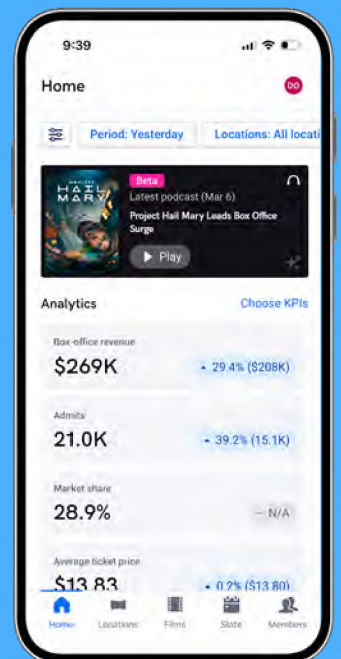 9:39
Home
DO
Period: Yesterday
Locations: All locati
HAIL
MARY
Beta
Latest podcast (Mar 6)
Project Hail Mary Leads Box Office
Surge
Play
Analytics
Choose KPIs
Box-office revenue
$269K
29.4% ($208K)
Admits
21.0K
39.2% (15.1K)
Market share
28.9%
— N/A
Average ticket price
$13.83
0.2% ($13.80)
Home
Locations
Films
Slate
Members